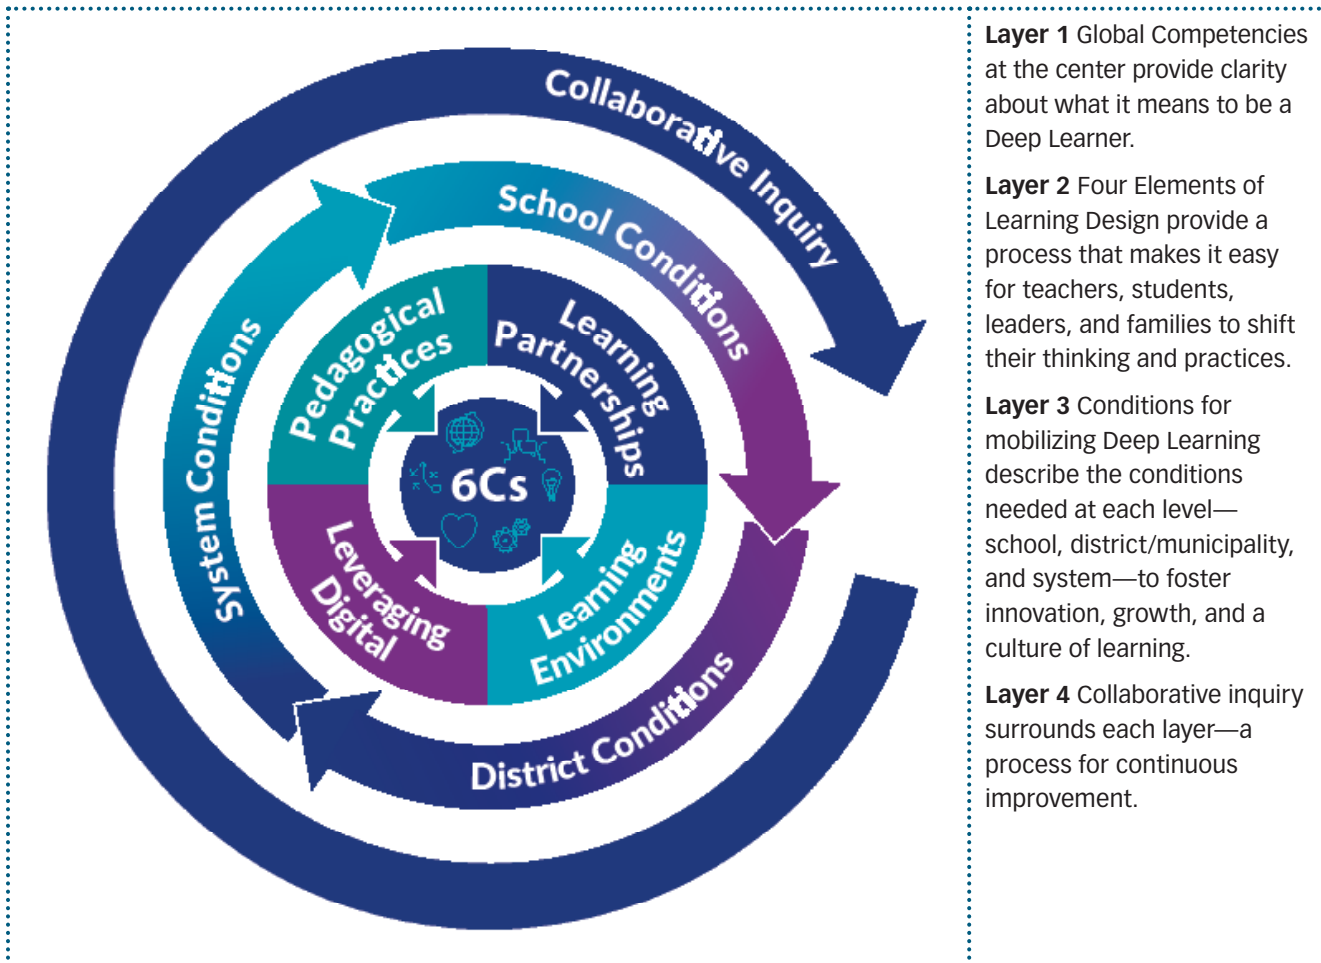 Collaborative Inquiry
School Conditions
System Conditions
District Conditions
Pedagogical
Practices
Learning
Partnerships
6Cs
Leveraging
Digital
Learning
Environments
Layer 1 Global Competencies
at the center provide clarity
about what it means to be a
Deep Learner.
Layer 2 Four Elements of
Learning Design provide a
process that makes it easy
for teachers, students,
leaders, and families to shift
their thinking and practices.
Layer 3 Conditions for
mobilizing Deep Learning
describe the conditions
needed at each level—
school, district/municipality,
and system—to foster
innovation, growth, and a
culture of learning.
Layer 4 Collaborative inquiry
surrounds each layer—a
process for continuous
improvement.